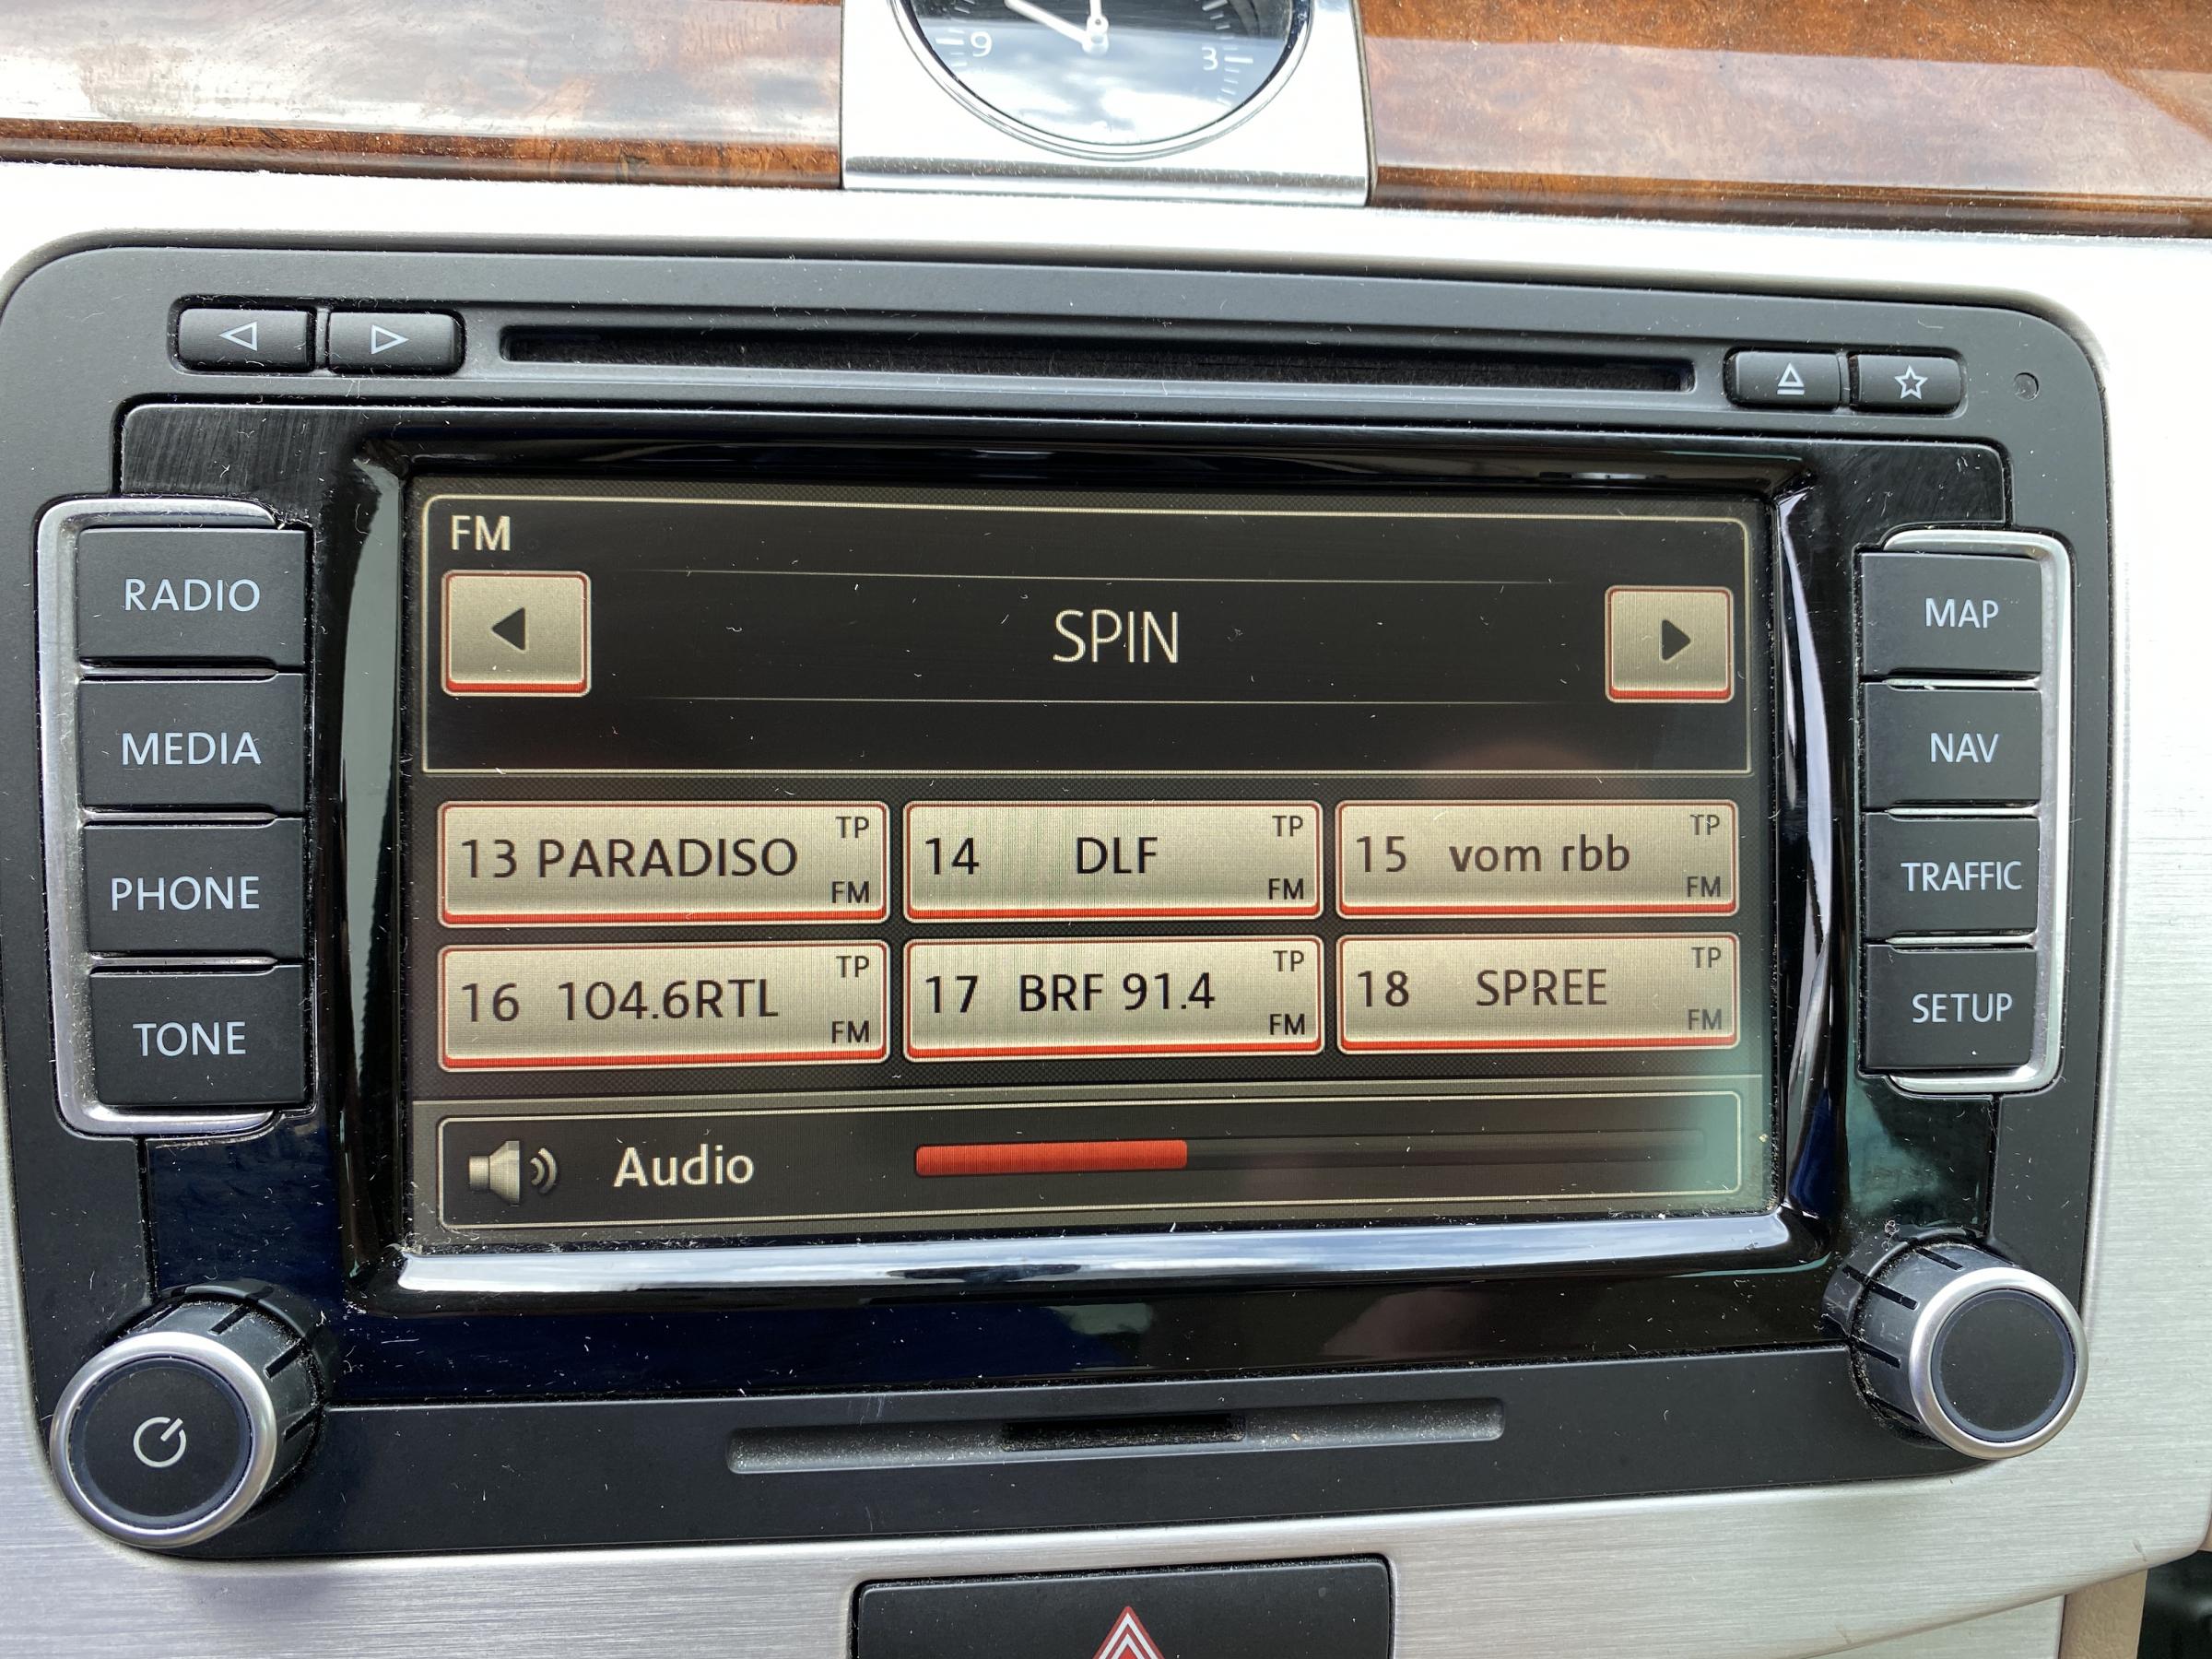 9 3
FM
SPIN
RADIO
MEDIA
PHONE
TONE
13 PARADISO TP FM
14 DLF TP FM
15 vom rbb TP FM
16 104.6RTL TP FM
17 BRF 91.4 TP FM
18 SPREE TP FM
Audio
MAP
NAV
TRAFFIC
SETUP